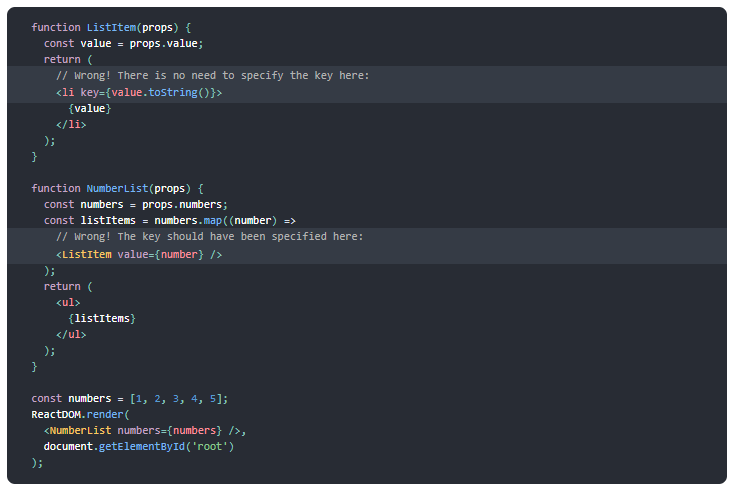 function ListItem(props) {
  const value = props.value;
  return (
    // Wrong! There is no need to specify the key here:
    <li key={value.toString()}>
      {value}
    </li>
  );
}

function NumberList(props) {
  const numbers = props.numbers;
  const listItems = numbers.map((number) =>
    // Wrong! The key should have been specified here:
    <ListItem value={number} />
  );
  return (
    <ul>
      {listItems}
    </ul>
  );
}

const numbers = [1, 2, 3, 4, 5];
ReactDOM.render(
  <NumberList numbers={numbers} />,
  document.getElementById('root')
);